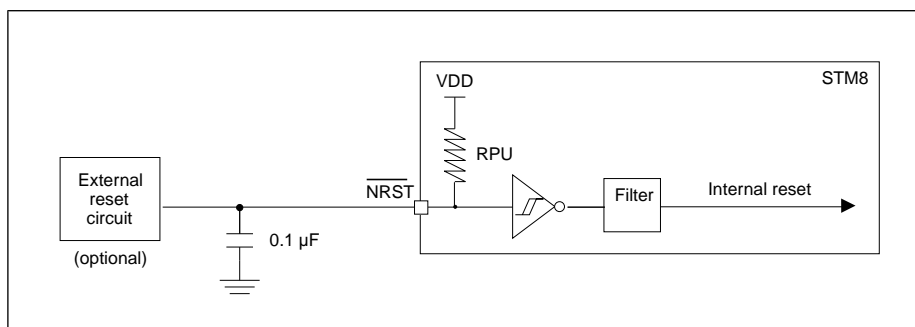 STM8
VDD
RPU
External
reset
circuit
(optional)
0.1 µF
NRST
Filter
Internal reset